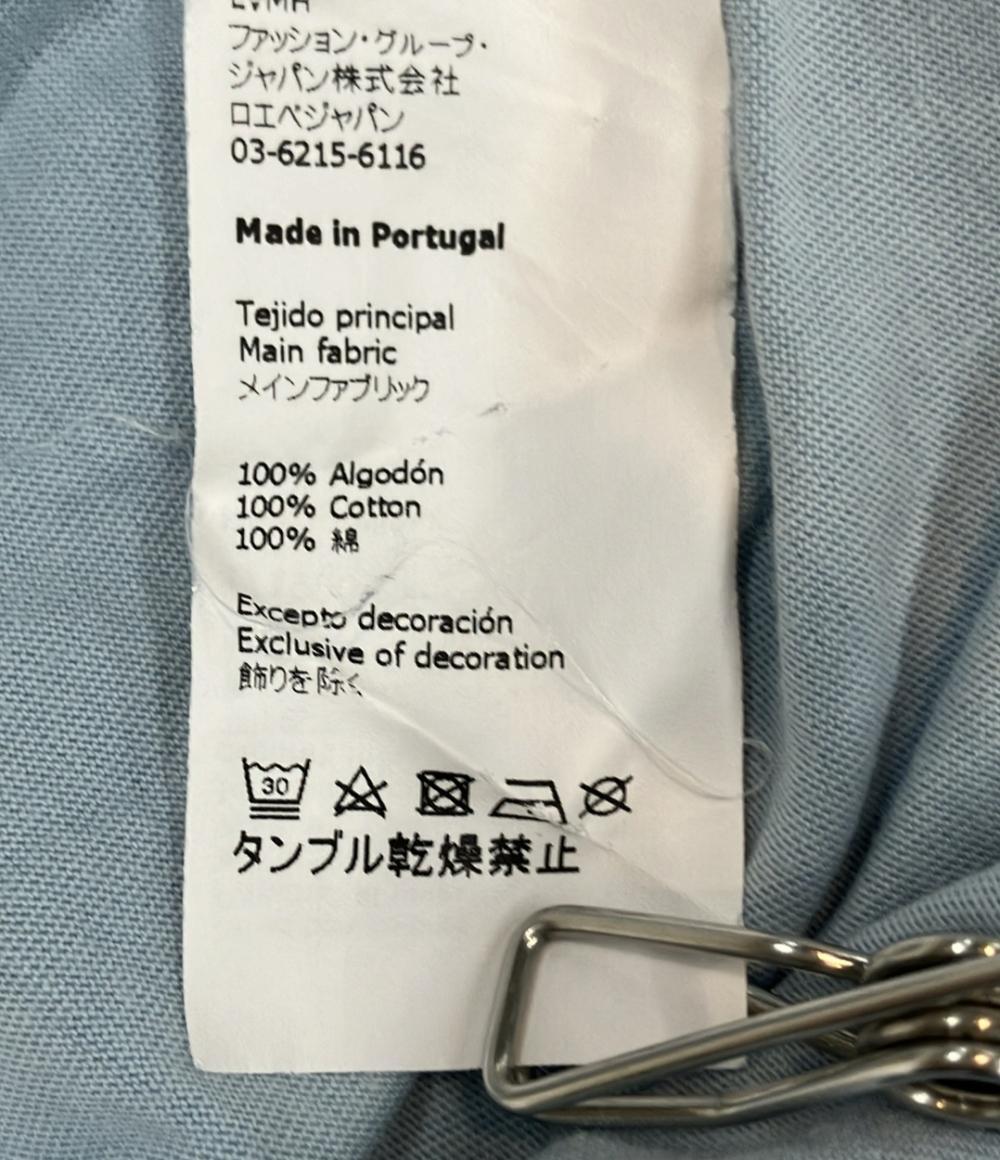 LVMH
ファッション・グループ・
ジャパン株式会社
ロエベジャパン
03-6215-6116
Made in Portugal
Tejido principal
Main fabric
メインファブリック
100% Algodón
100% Cotton
100% 綿
Excepto decoración
Exclusive of decoration
飾りを除く
30
タンブル乾燥禁止